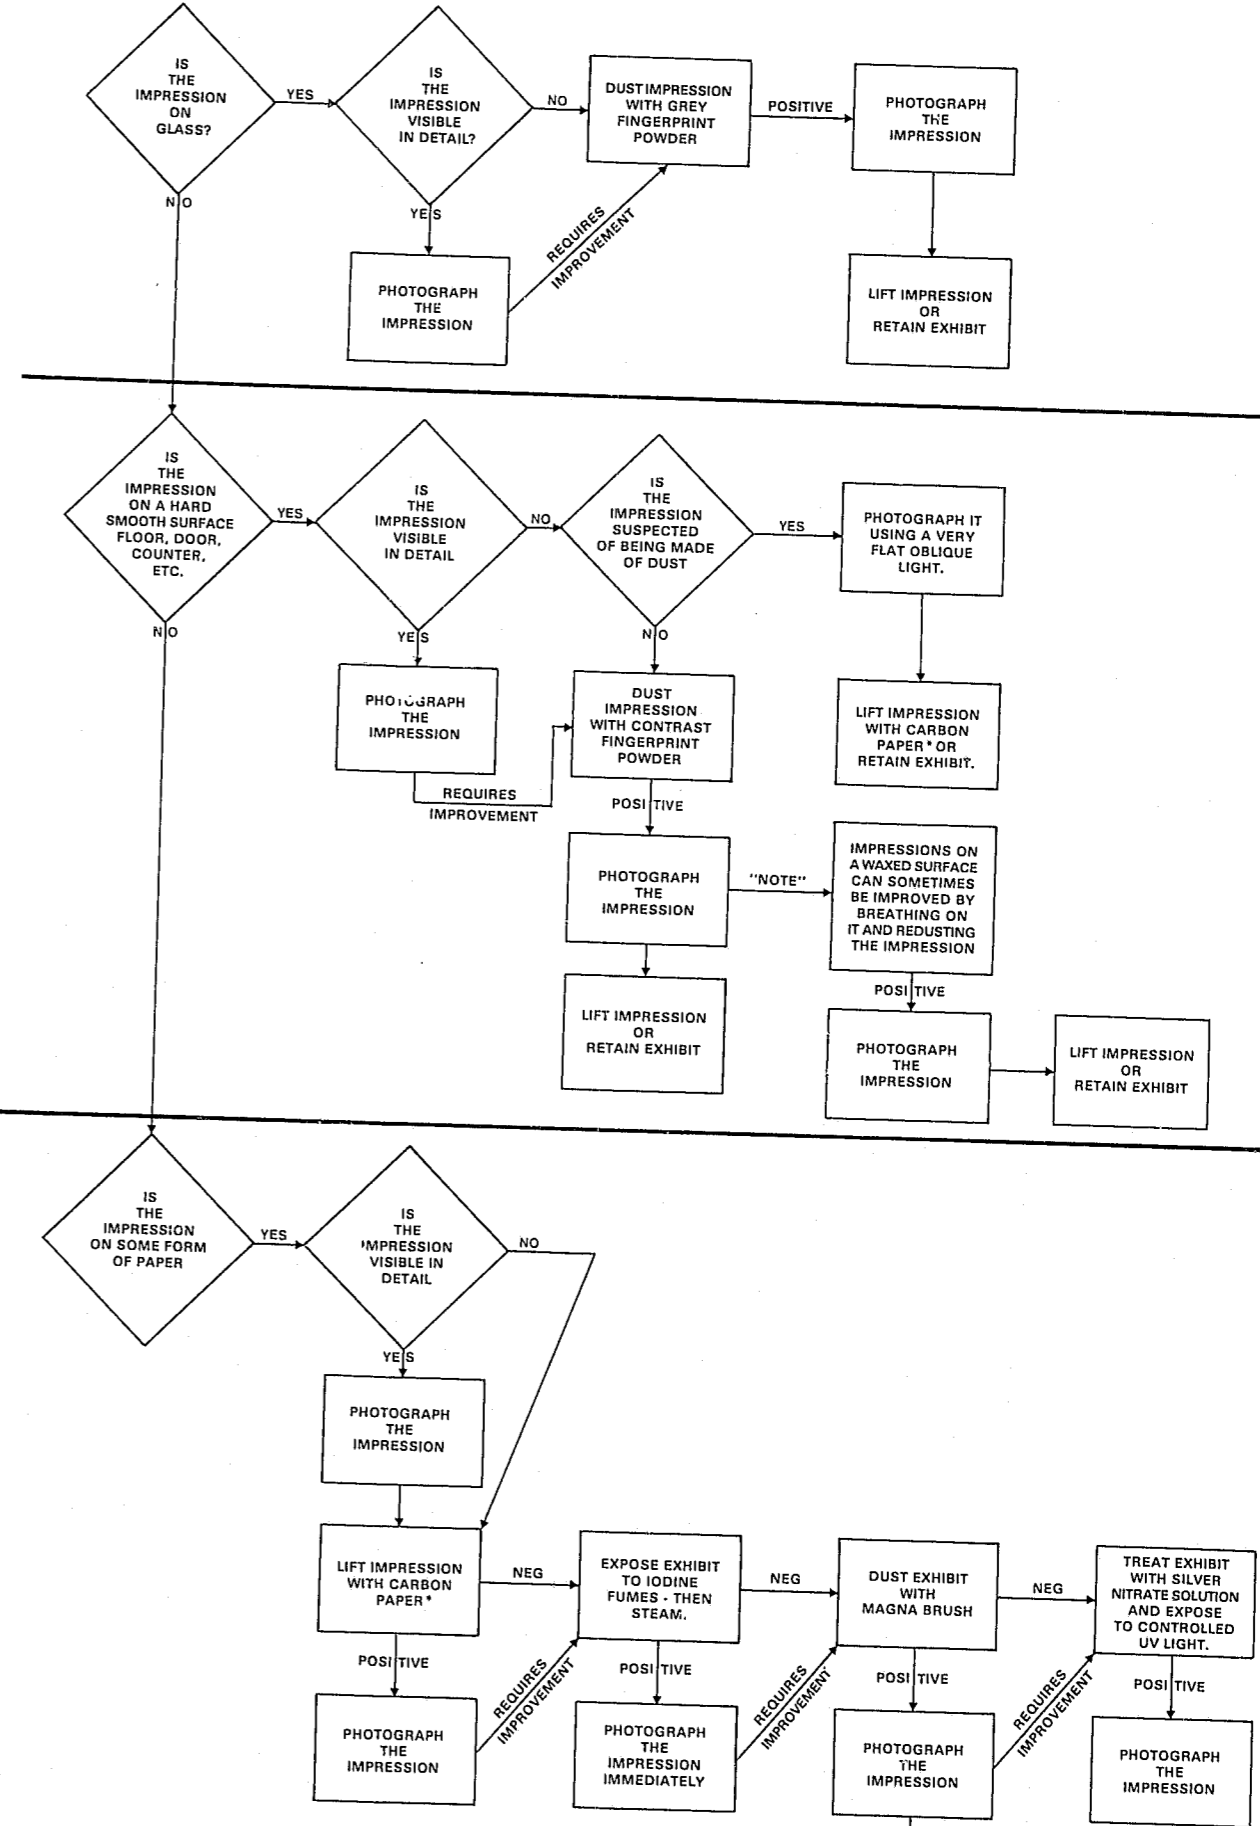 IS
THE
IMPRESSION
ON
GLASS?
YES
NO
IS
THE
IMPRESSION
VISIBLE
IN DETAIL?
NO
YES
DUST IMPRESSION
WITH GREY
FINGERPRINT
POWDER
POSITIVE
PHOTOGRAPH
THE
IMPRESSION
PHOTOGRAPH
THE
IMPRESSION
REQUIRES
IMPROVEMENT
LIFT IMPRESSION
OR
RETAIN EXHIBIT
IS
THE
IMPRESSION
ON A HARD
SMOOTH SURFACE
FLOOR, DOOR,
COUNTER,
ETC.
YES
NO
IS
THE
IMPRESSION
VISIBLE
IN DETAIL
NO
YES
IS
THE
IMPRESSION
SUSPECTED
OF BEING MADE
OF DUST
YES
NO
PHOTOGRAPH IT
USING A VERY
FLAT OBLIQUE
LIGHT.
PHOTOGRAPH
THE
IMPRESSION
REQUIRES
IMPROVEMENT
DUST
IMPRESSION
WITH CONTRAST
FINGERPRINT
POWDER
LIFT IMPRESSION
WITH CARBON
PAPER* OR
RETAIN EXHIBIT.
POSITIVE
PHOTOGRAPH
THE
IMPRESSION
"NOTE"
IMPRESSIONS ON
A WAXED SURFACE
CAN SOMETIMES
BE IMPROVED BY
BREATHING ON
IT AND REDUSTING
THE IMPRESSION
LIFT IMPRESSION
OR
RETAIN EXHIBIT
POSITIVE
PHOTOGRAPH
THE
IMPRESSION
LIFT IMPRESSION
OR
RETAIN EXHIBIT
IS
THE
IMPRESSION
ON SOME FORM
OF PAPER
YES
IS
THE
IMPRESSION
VISIBLE IN
DETAIL
NO
YES
PHOTOGRAPH
THE
IMPRESSION
LIFT IMPRESSION
WITH CARBON
PAPER*
NEG
EXPOSE EXHIBIT
TO IODINE
FUMES - THEN
STEAM.
NEG
DUST EXHIBIT
WITH
MAGNA BRUSH
NEG
TREAT EXHIBIT
WITH SILVER
NITRATE SOLUTION
AND EXPOSE
TO CONTROLLED
UV LIGHT.
POSITIVE
REQUIRES
IMPROVEMENT
POSITIVE
REQUIRES
IMPROVEMENT
POSITIVE
REQUIRES
IMPROVEMENT
POSITIVE
PHOTOGRAPH
THE
IMPRESSION
PHOTOGRAPH
THE
IMPRESSION
IMMEDIATELY
PHOTOGRAPH
THE
IMPRESSION
PHOTOGRAPH
THE
IMPRESSION